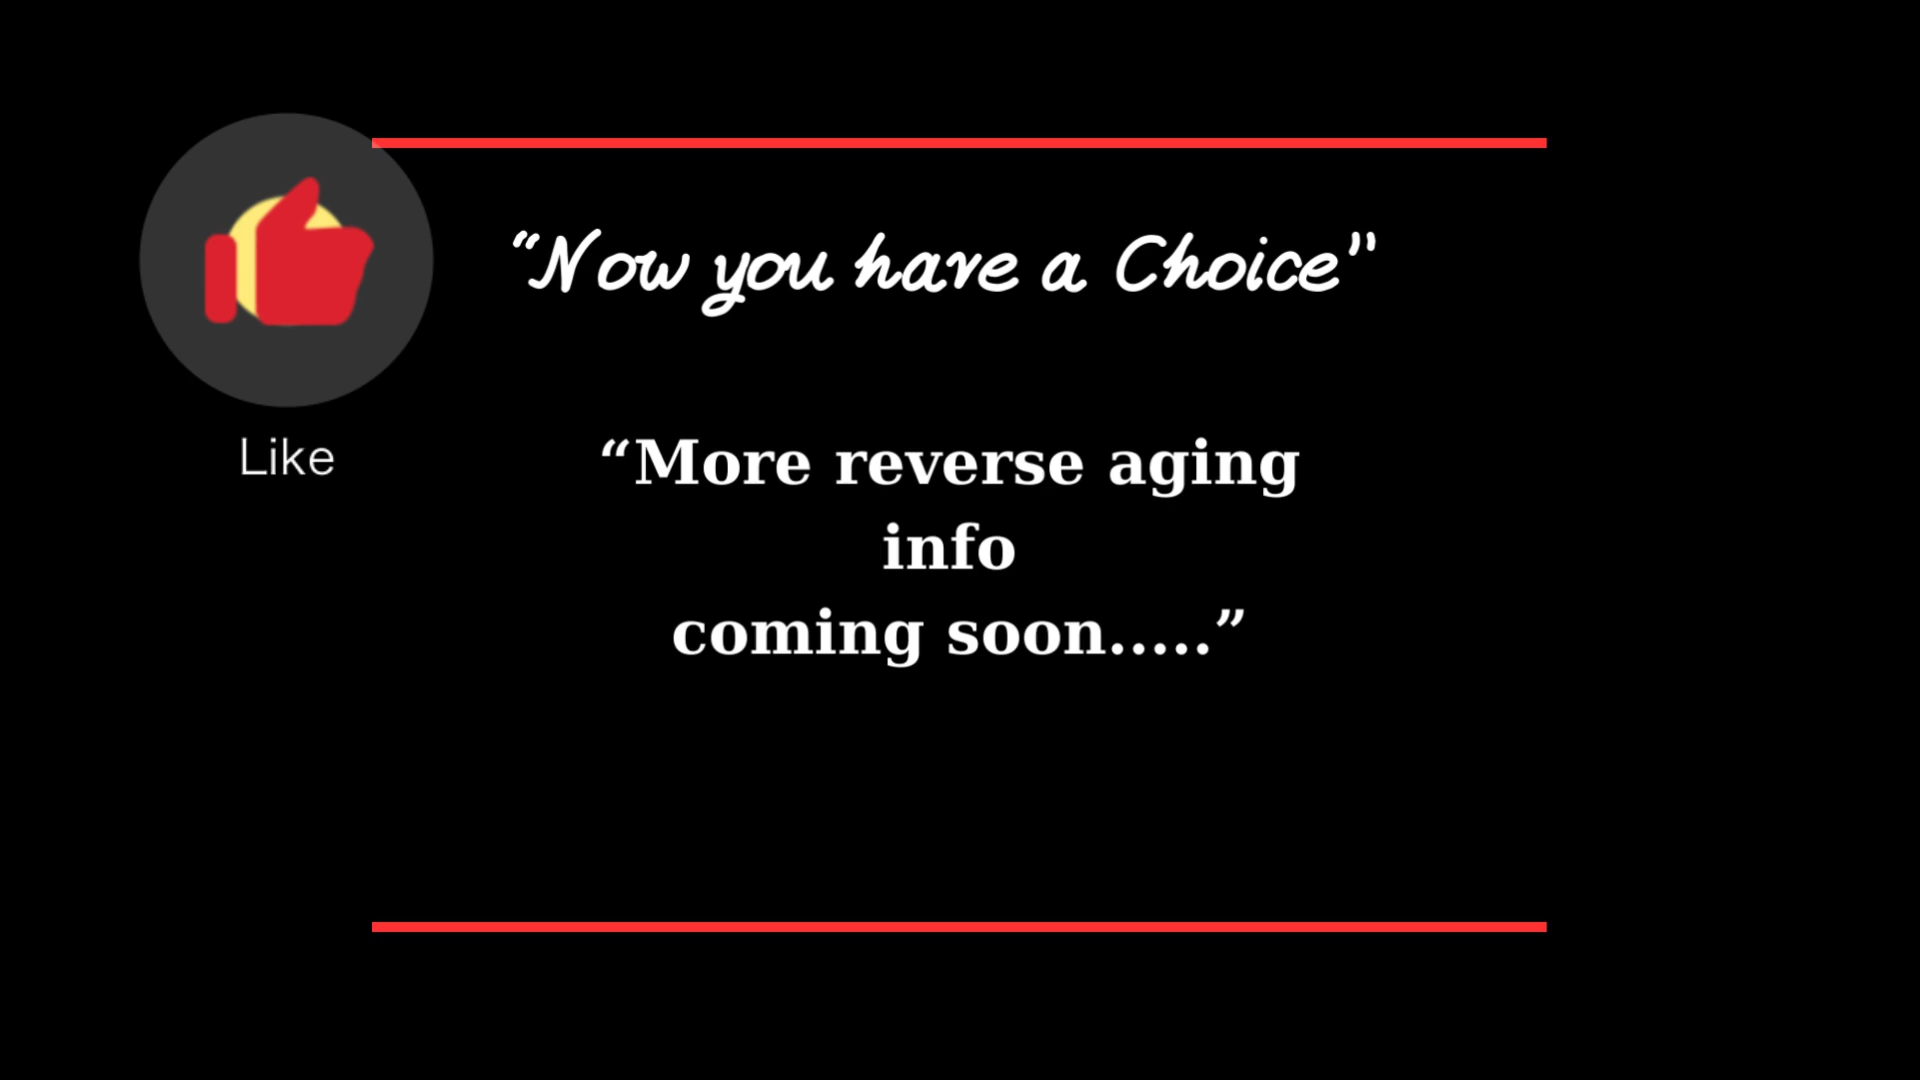 “Now you have a Choice”
Like
“More reverse aging
info
coming soon.....”